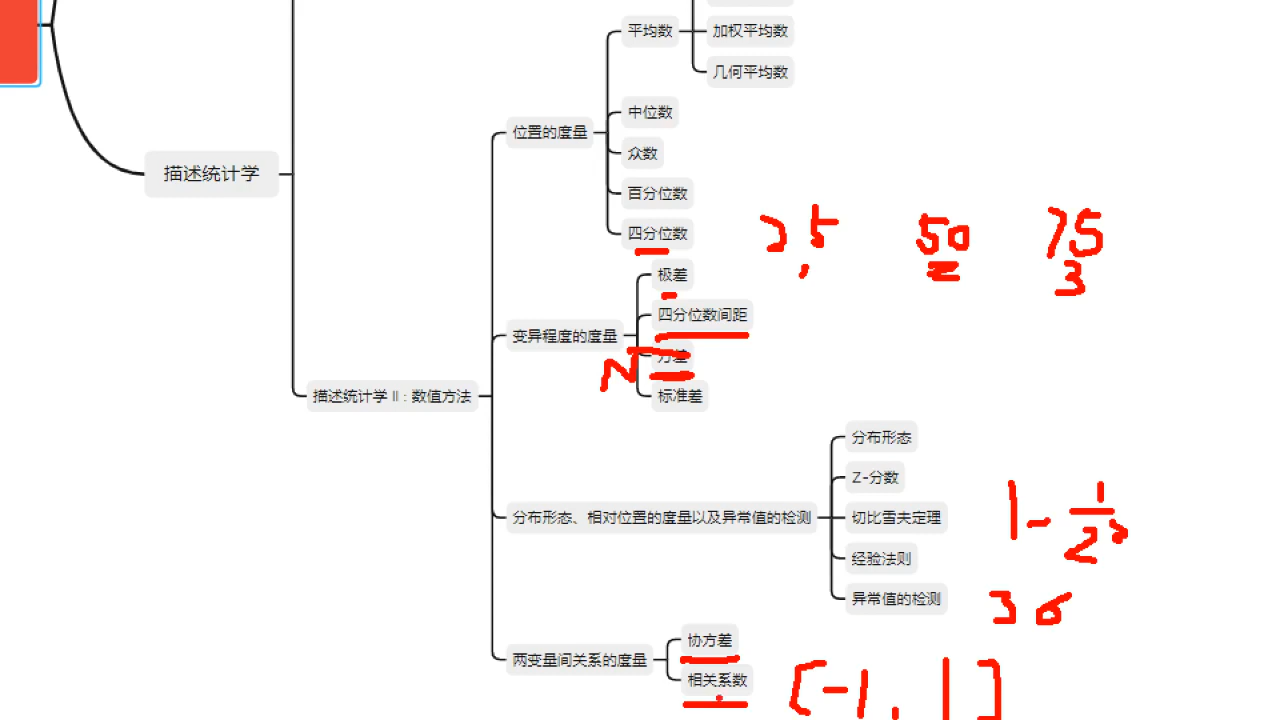 平均数
加权平均数
几何平均数
中位数
位置的度量
众数
描述统计学
百分位数
四分位数
25 50 75
2 3
极差
四分位数间距
变异程度的度量
方差
标准差
描述统计学 II：数值方法
分布形态
Z-分数
分布形态、相对位置的度量以及异常值的检测
切比雪夫定理
1 - 1/2²
经验法则
异常值的检测
3σ
协方差
两变量间关系的度量
相关系数
[-1, 1]